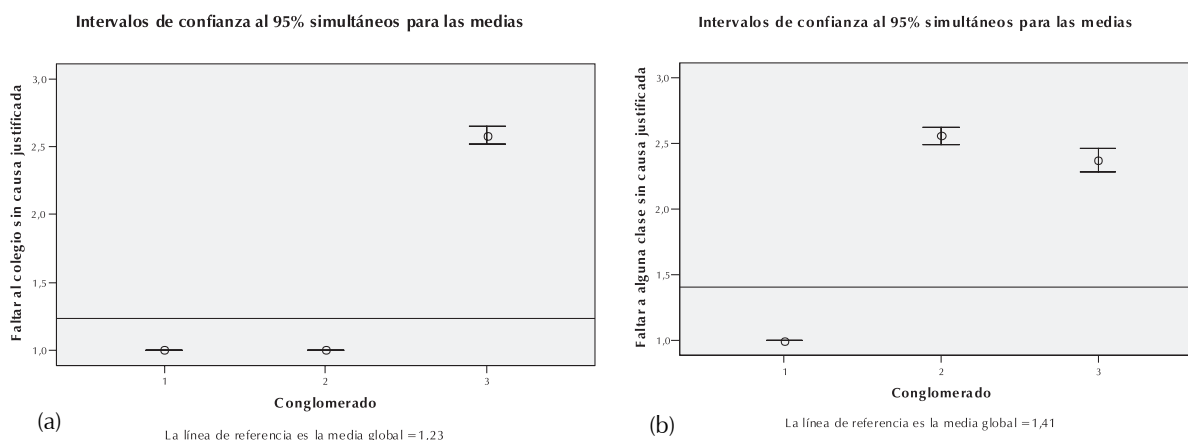 Intervalos de confianza al 95% simultáneos para las medias
Faltar al colegio sin causa justificada
3,0
2,5
2,0
1,5
1,0
1
2
3
Conglomerado
(a)
La línea de referencia es la media global =1.23
Intervalos de confianza al 95% simultáneos para las medias
Faltar a alguna clase sin causa justificada
3,0
2,5
2,0
1,5
1,0
1
2
3
Conglomerado
(b)
La línea de referencia es la media global =1,41